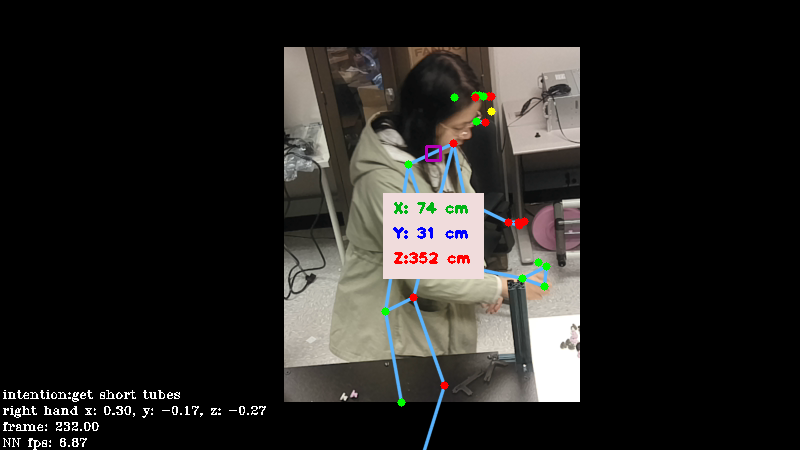 X: 74 cm
Y: 31 cm
Z:352 cm
intention:get short tubes
right hand x: 0.30, y: -0.17, z: -0.27
frame: 232.00
NN fps: 6.87